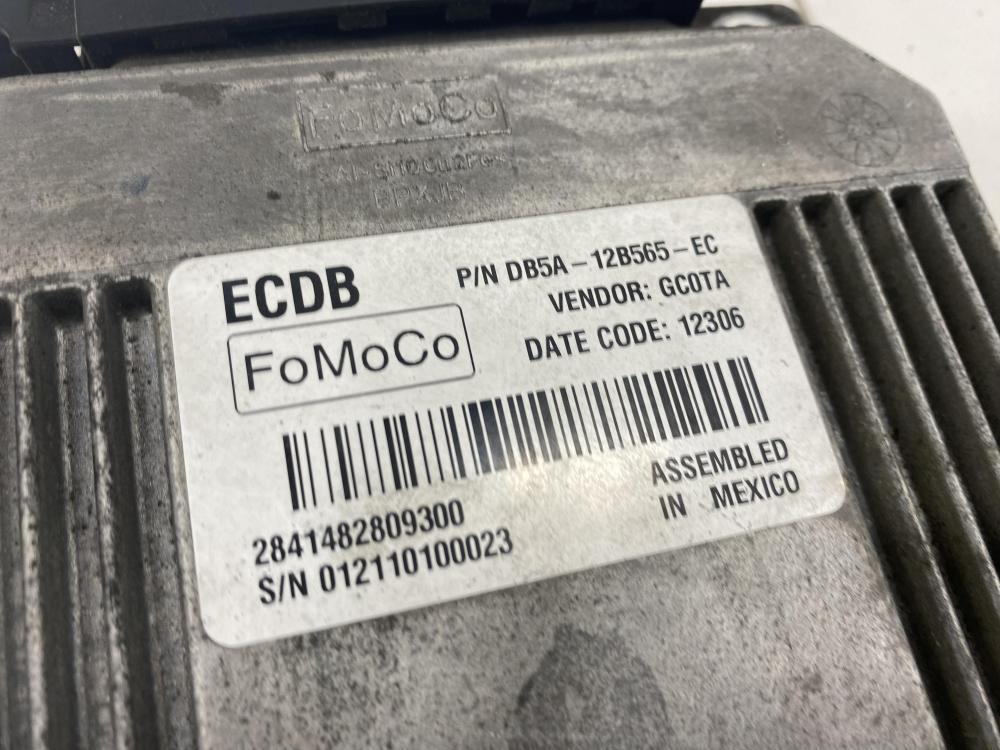 FoMoCo
ECDB
P/N DB5A-12B565-EC
VENDOR: GC0TA
DATE CODE: 12306
FoMoCo
2841482809300
S/N 012110100023
ASSEMBLED
IN MEXICO